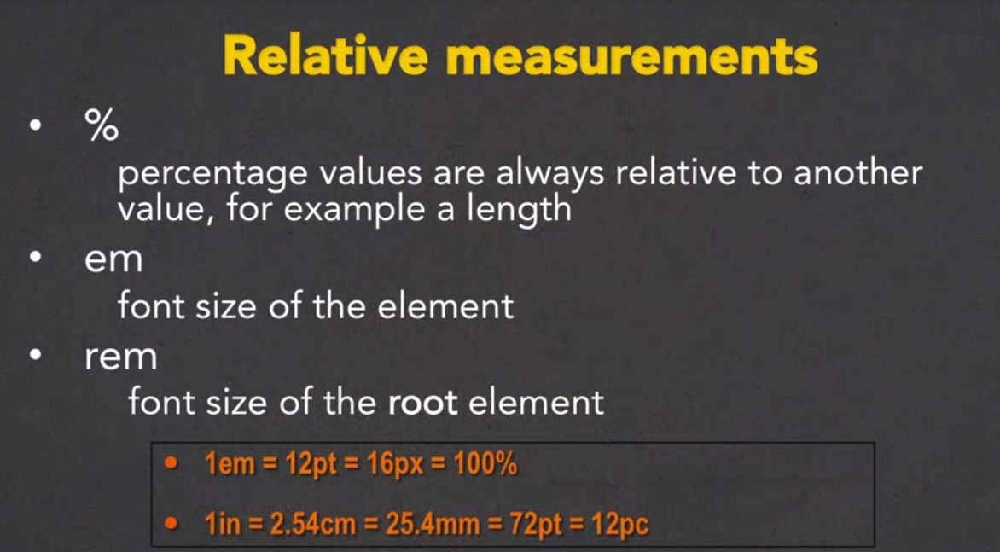 Relative measurements
• %
percentage values are always relative to another
value, for example a length
• em
font size of the element
• rem
font size of the root element
• 1em = 12pt = 16px = 100%
• 1in = 2.54cm = 25.4mm = 72pt = 12pc